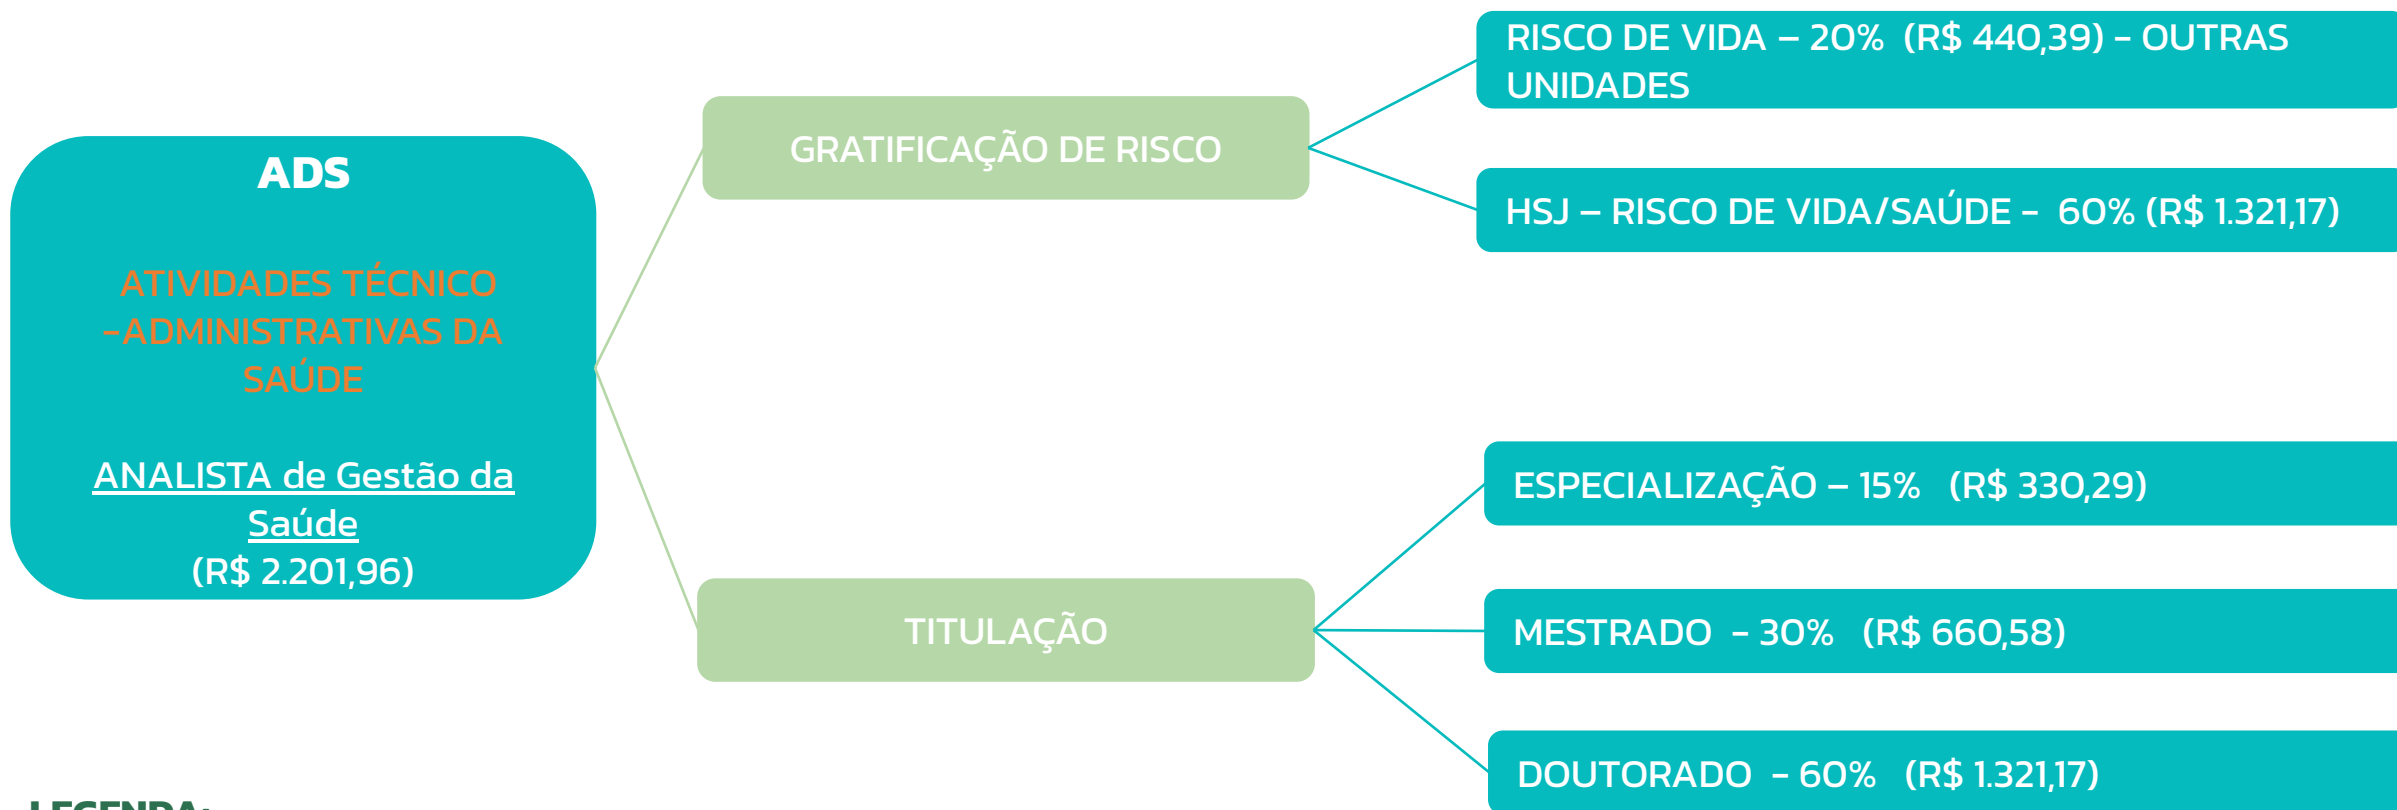 ADS
ATIVIDADES TÉCNICO
-ADMINISTRATIVAS DA
SAÚDE
ANALISTA de Gestão da
Saúde
(R$ 2.201,96)
GRATIFICAÇÃO DE RISCO
RISCO DE VIDA – 20% (R$ 440,39) - OUTRAS
UNIDADES
HSJ – RISCO DE VIDA/SAÚDE - 60% (R$ 1.321,17)
TITULAÇÃO
ESPECIALIZAÇÃO – 15% (R$ 330,29)
MESTRADO - 30% (R$ 660,58)
DOUTORADO - 60% (R$ 1.321,17)
LEGENDA: